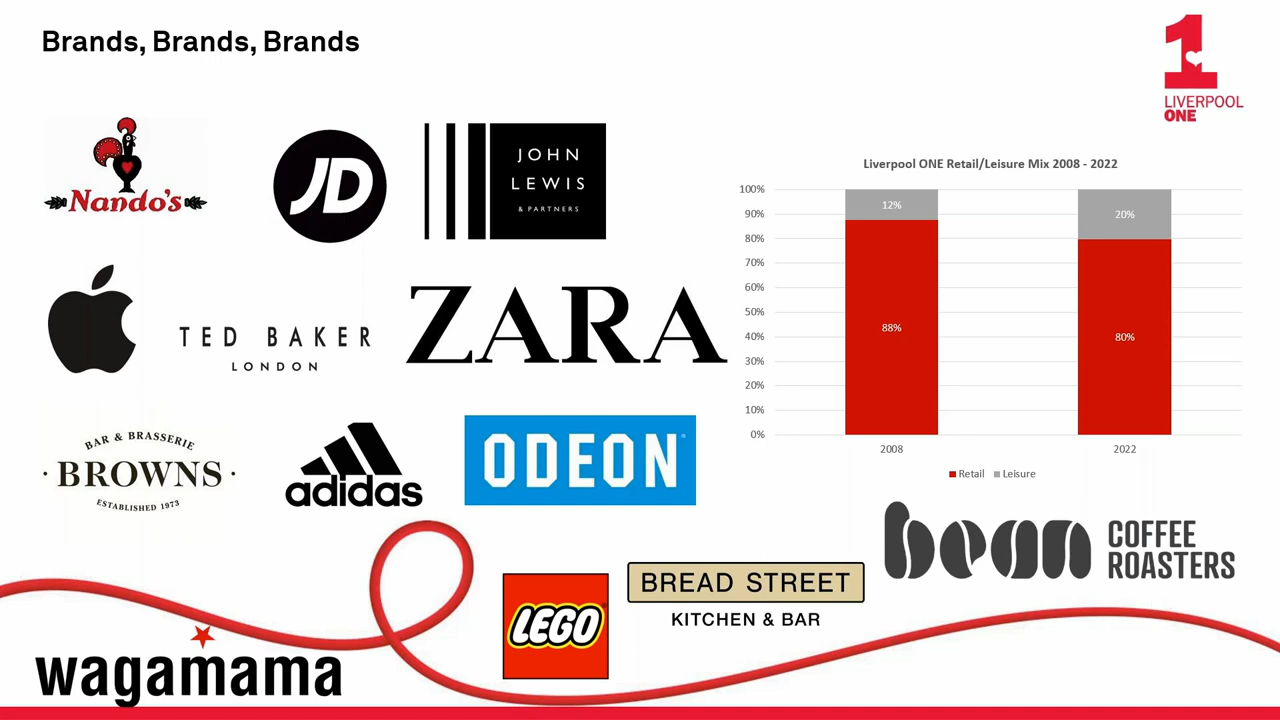 Brands, Brands, Brands
1
LIVERPOOL
ONE
Nando's
JD
JOHN
LEWIS
& PARTNERS
TED BAKER
LONDON
ZARA
BAR & BRASSERIE
BROWNS
ESTABLISHED 1973
adidas
ODEON
Liverpool ONE Retail/Leisure Mix 2008 - 2022
100%
90%
80%
70%
60%
50%
40%
30%
20%
10%
0%
12%
88%
20%
80%
2008
2022
Retail
Leisure
bean
COFFEE
ROASTERS
BREAD STREET
KITCHEN & BAR
LEGO
wagamama